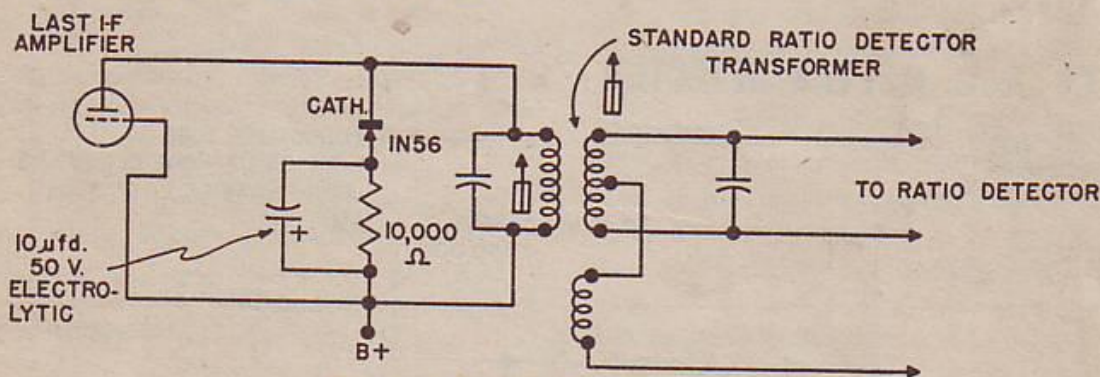 LAST I-F
AMPLIFIER
STANDARD RATIO DETECTOR
TRANSFORMER
CATH.
IN56
TO RATIO DETECTOR
10,000
Ω
+
10 µfd.
50 V.
ELECTRO-
LYTIC
B+